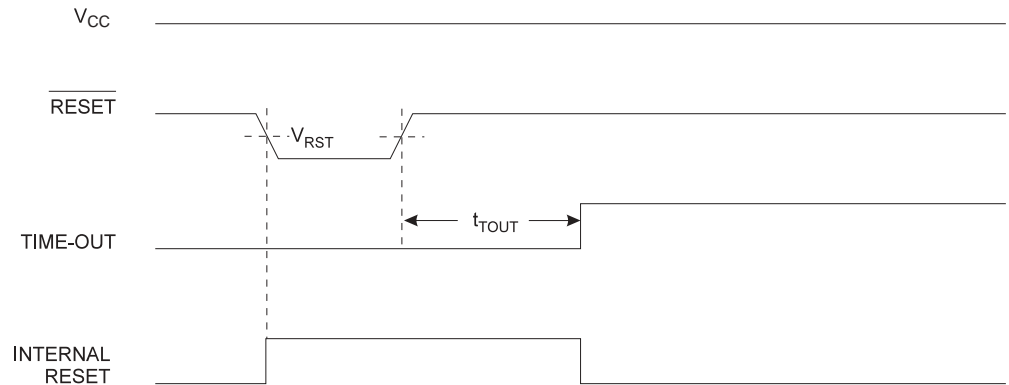 VCC
RESET
VRST
tTOUT
TIME-OUT
INTERNAL
RESET